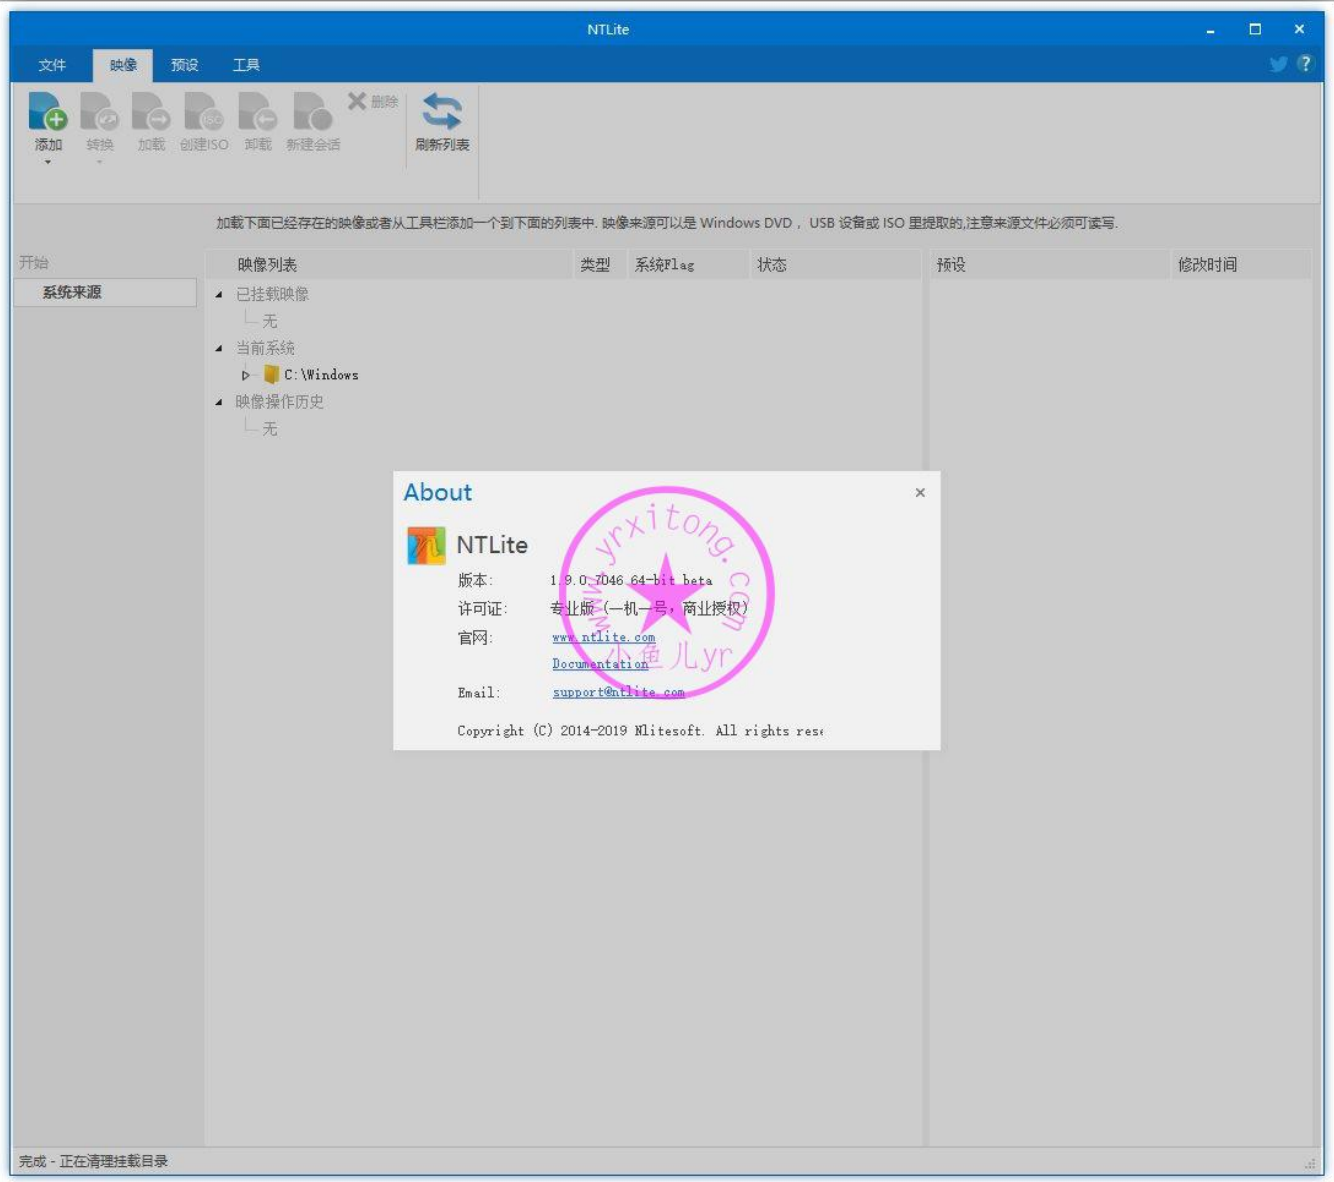 NTLite
文件 映像 预设 工具
添加 转换 加载 创建ISO 卸载 新建会话 删除 刷新列表
加载下面已经存在的映像或者从工具栏添加一个到下面的列表中. 映像来源可以是 Windows DVD ，USB 设备或 ISO 里提取的,注意来源文件必须可读写.
开始
系统来源
映像列表 类型 系统Flag 状态 预设 修改时间
已挂载映像
无
当前系统
C:\Windows
映像操作历史
无
About
NTLite
版本: 1.9.0.7046 64-bit beta
许可证: 专业版（一机一号，商业授权）
官网: www.ntlite.com
Documentation
Email: support@ntlite.com
Copyright (C) 2014-2019 Nlitesoft. All rights rese
www.yrxitong.com
小鱼儿yr
完成 - 正在清理挂载目录